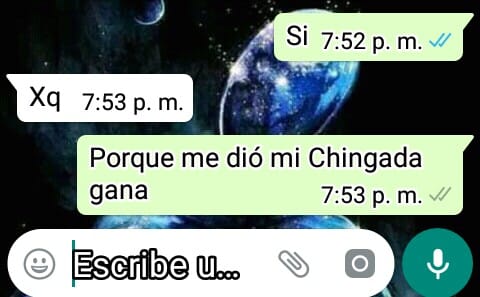 Si 7:52 p. m.
Xq 7:53 p. m.
Porque me dió mi Chingada
gana 7:53 p. m.
Escribe u...